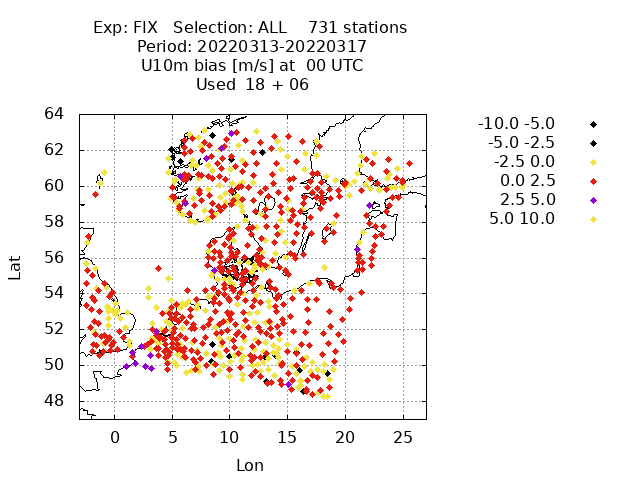 Exp: FIX   Selection: ALL    731 stations
Period: 20220313-20220317
U10m bias [m/s] at  00 UTC
Used  18 + 06
-10.0 -5.0
-5.0 -2.5
-2.5 0.0
0.0 2.5
2.5 5.0
5.0 10.0
64
62
60
58
56
54
52
50
48
Lat
0 5 10 15 20 25
Lon